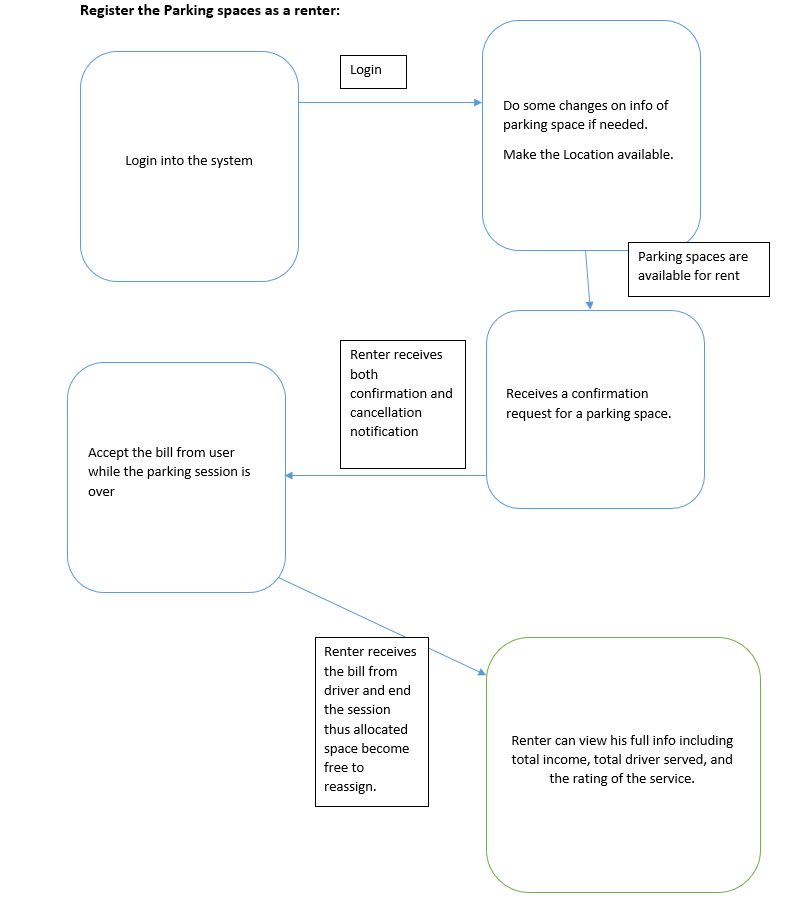 Register the Parking spaces as a renter:
Login
Login into the system
Do some changes on info of
parking space if needed.
Make the Location available.
Parking spaces are
available for rent
Receives a confirmation
request for a parking space.
Renter receives
both
confirmation and
cancellation
notification
Accept the bill from user
while the parking session is
over
Renter receives
the bill from
driver and end
the session
thus allocated
space become
free to
reassign.
Renter can view his full info including
total income, total driver served, and
the rating of the service.